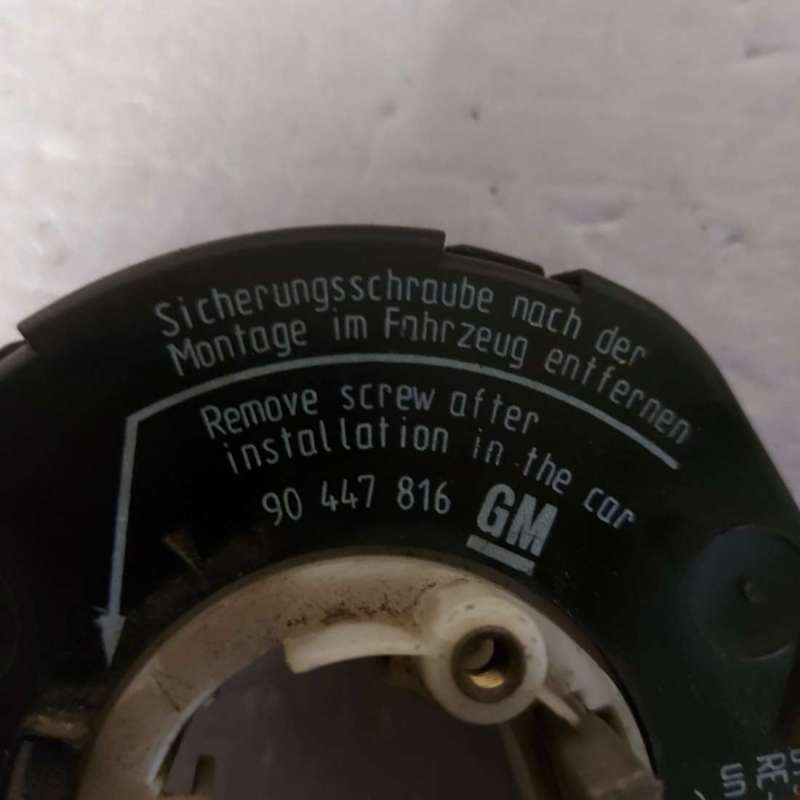 Sicherungsschraube nach der
Montage im Fahrzeug entfernen
Remove screw after
installation in the car
90 447 816 GM